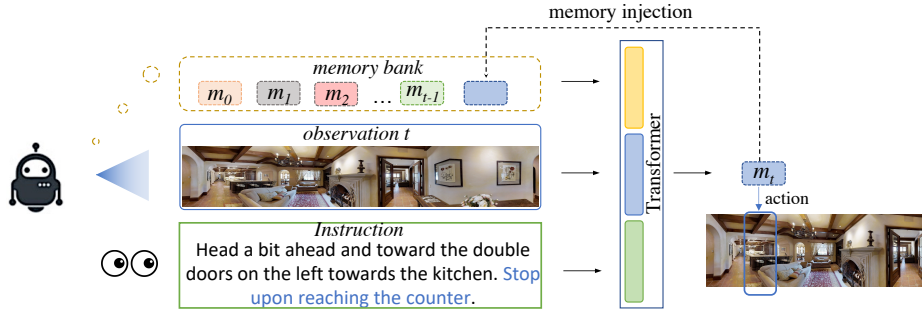 memory injection
memory bank
m0 m1 m2 ... mt-1
observation t
Transformer
mt
action
Instruction
Head a bit ahead and toward the double
doors on the left towards the kitchen. Stop
upon reaching the counter.